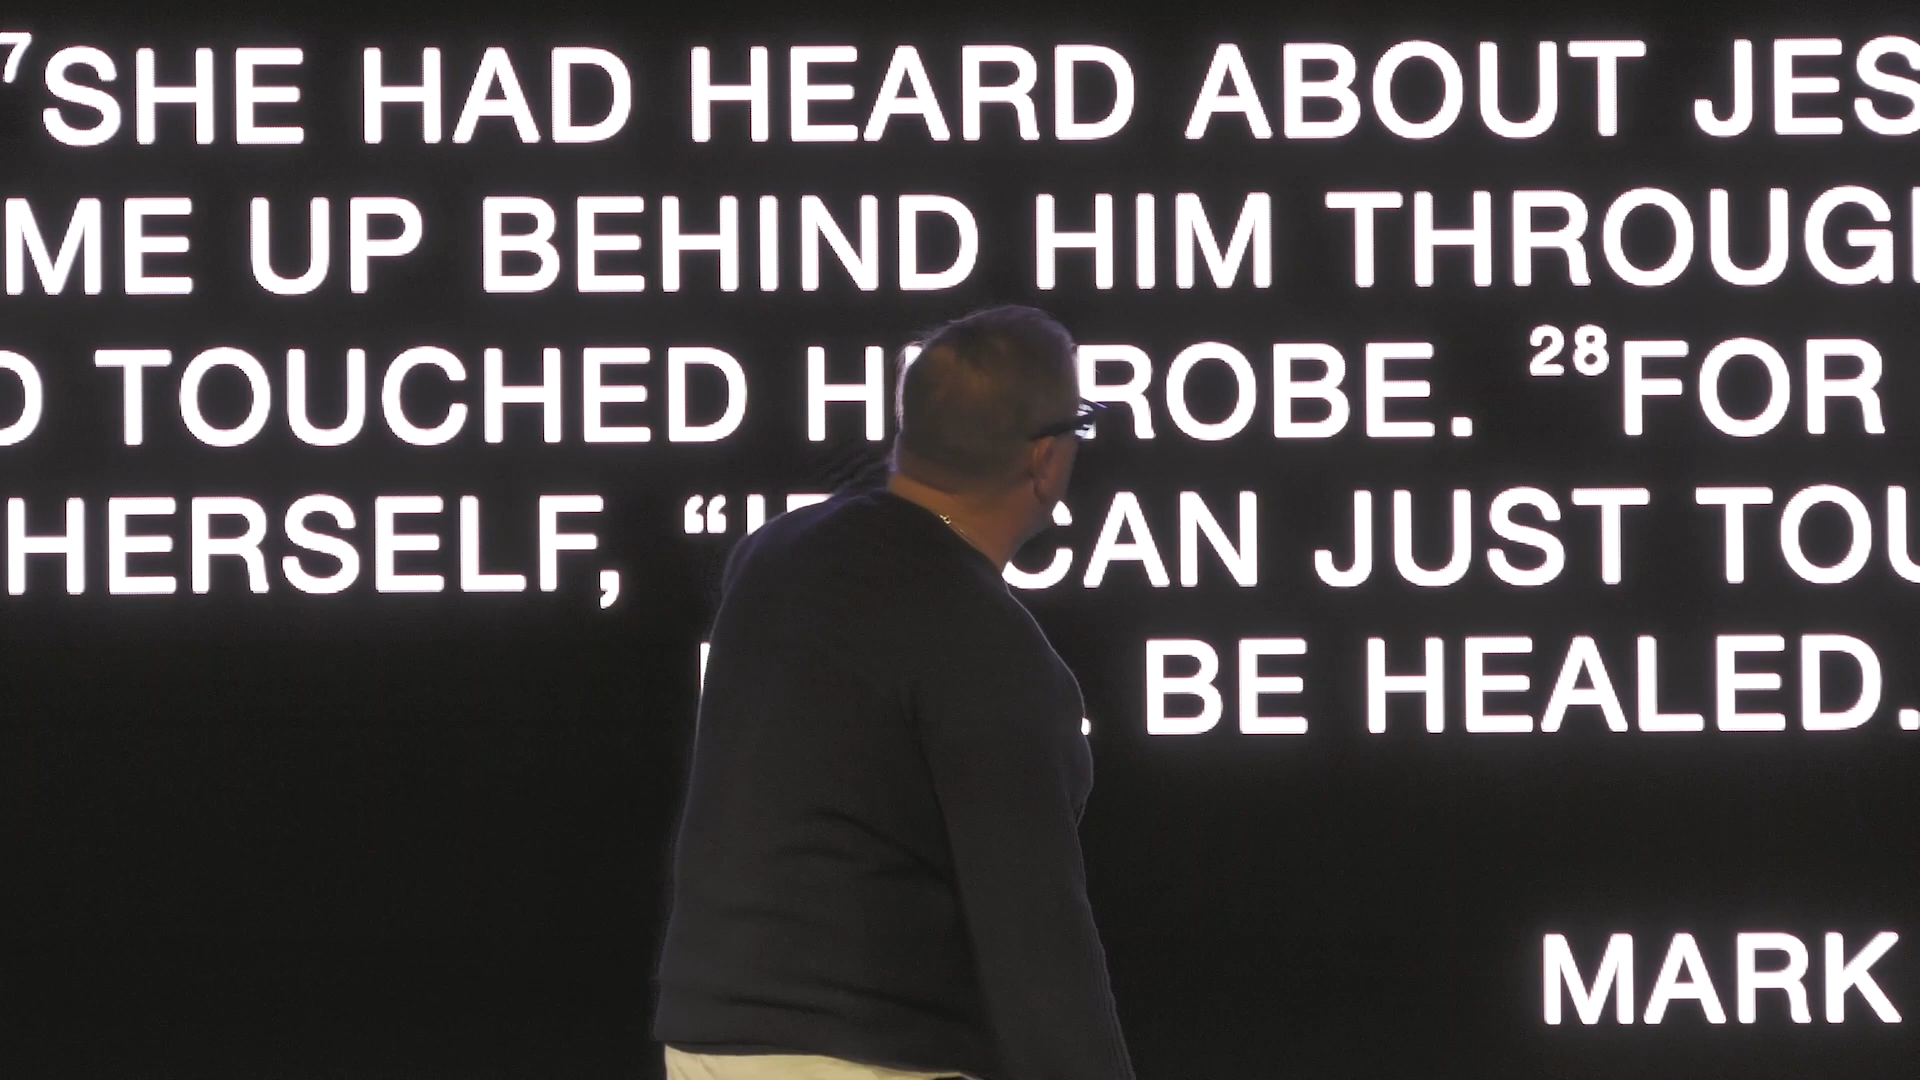 ⁷SHE HAD HEARD ABOUT JES
ME UP BEHIND HIM THROUG
D TOUCHED H ROBE. ²⁸FOR
HERSELF, “I CAN JUST TOU
BE HEALED.
MARK